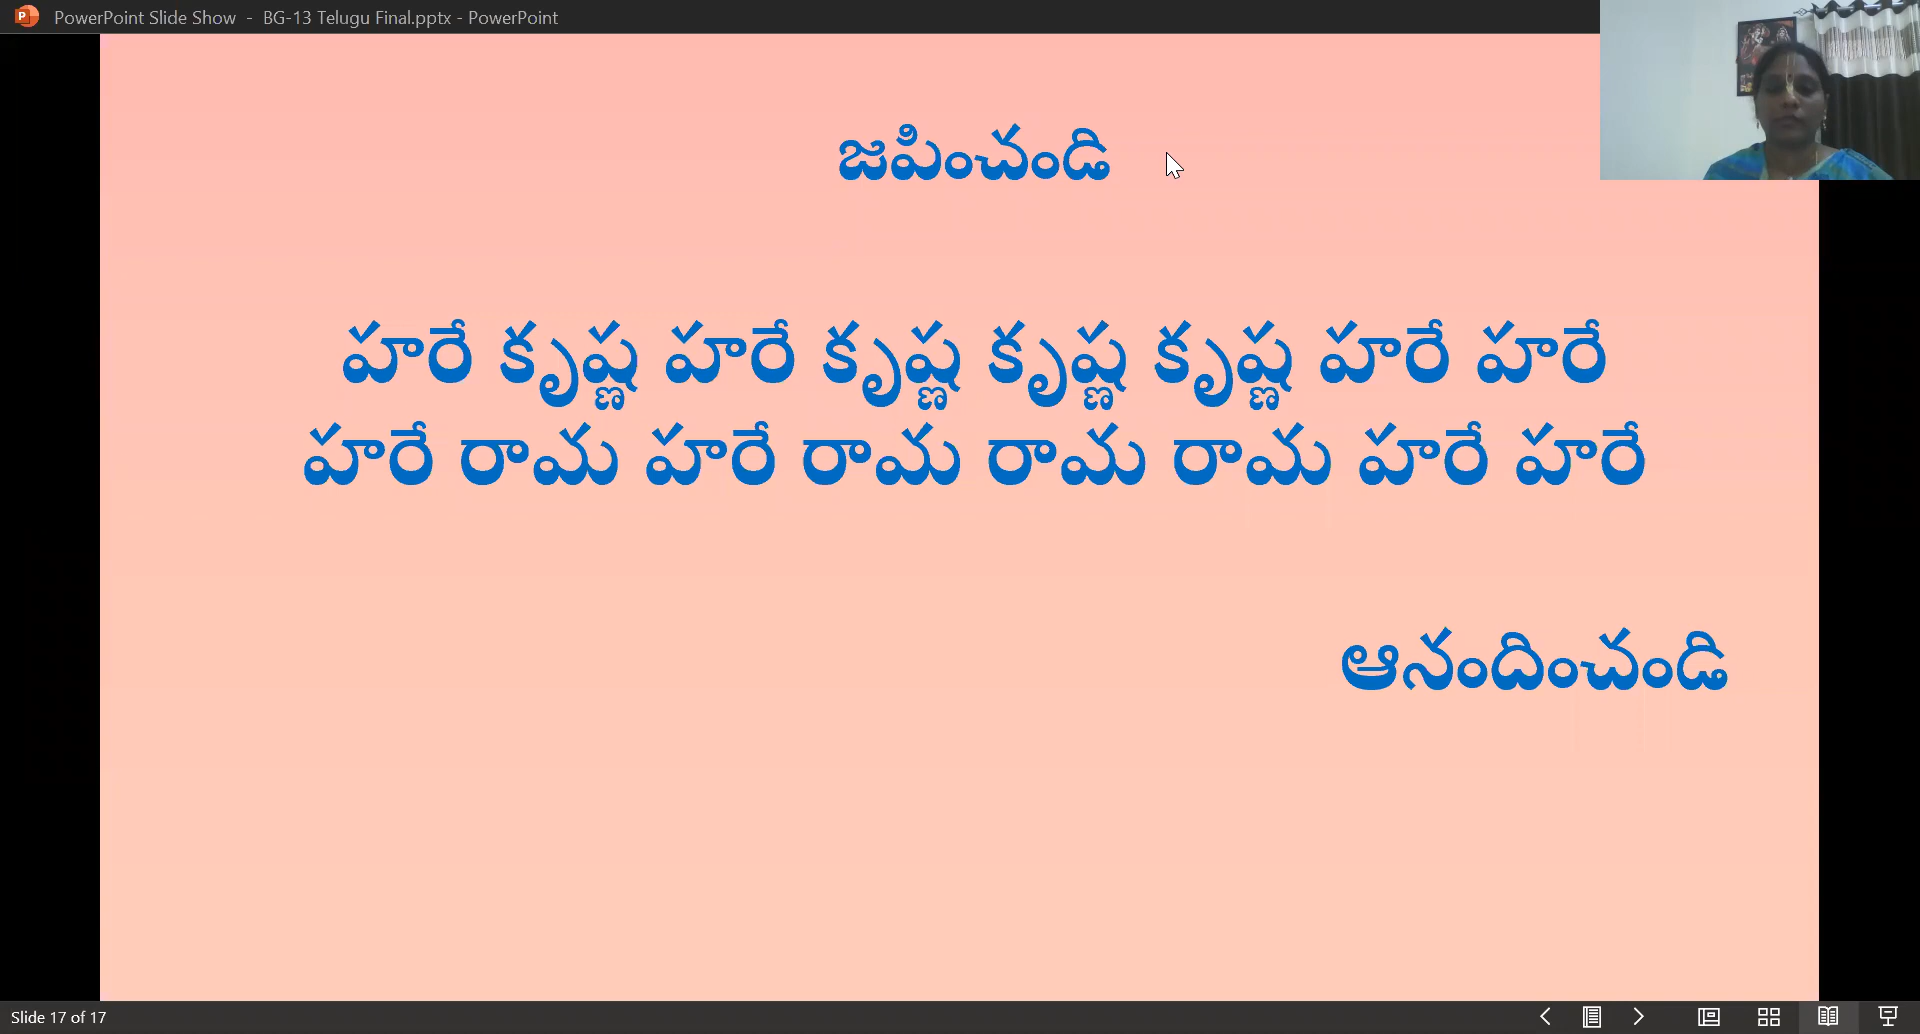 PowerPoint Slide Show - BG-13 Telugu Final.pptx - PowerPoint
జపించండి
హరే కృష్ణ హరే కృష్ణ కృష్ణ కృష్ణ హరే హరే
హరే రామ హరే రామ రామ రామ హరే హరే
ఆనందించండి
Slide 17 of 17